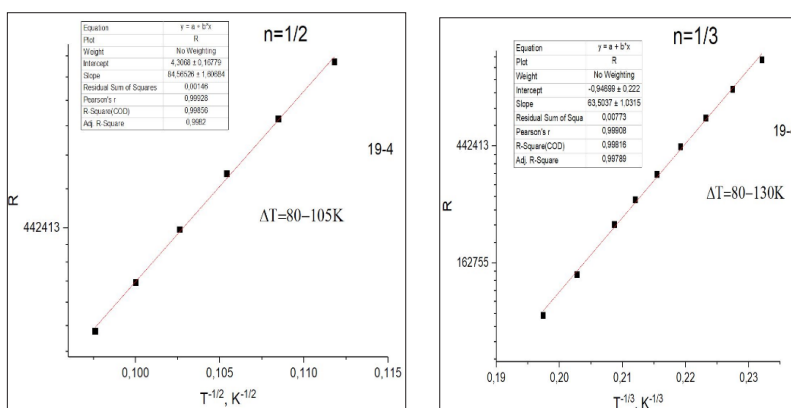 Equation y = a + b*x
Plot R
Weight No Weighting
Intercept 4,3068 ± 0,16779
Slope 84,56526 ± 1,60684
Residual Sum of Squares 0,00146
Pearson's r 0,99928
R-Square(COD) 0,99856
Adj. R-Square 0,9982
n=1/2
19-4
ΔT=80–105K
R
442413
0,100 0,105 0,110 0,115
T-1/2, K-1/2
Equation y = a + b*x
Plot R
Weight No Weighting
Intercept -0,94699 ± 0,222
Slope 63,5037 ± 1,0315
Residual Sum of Squa 0,00773
Pearson's r 0,99908
R-Square(COD) 0,99816
Adj. R-Square 0,99789
n=1/3
19-
ΔT=80–130K
R
442413
162755
0,19 0,20 0,21 0,22 0,23
T-1/3, K-1/3